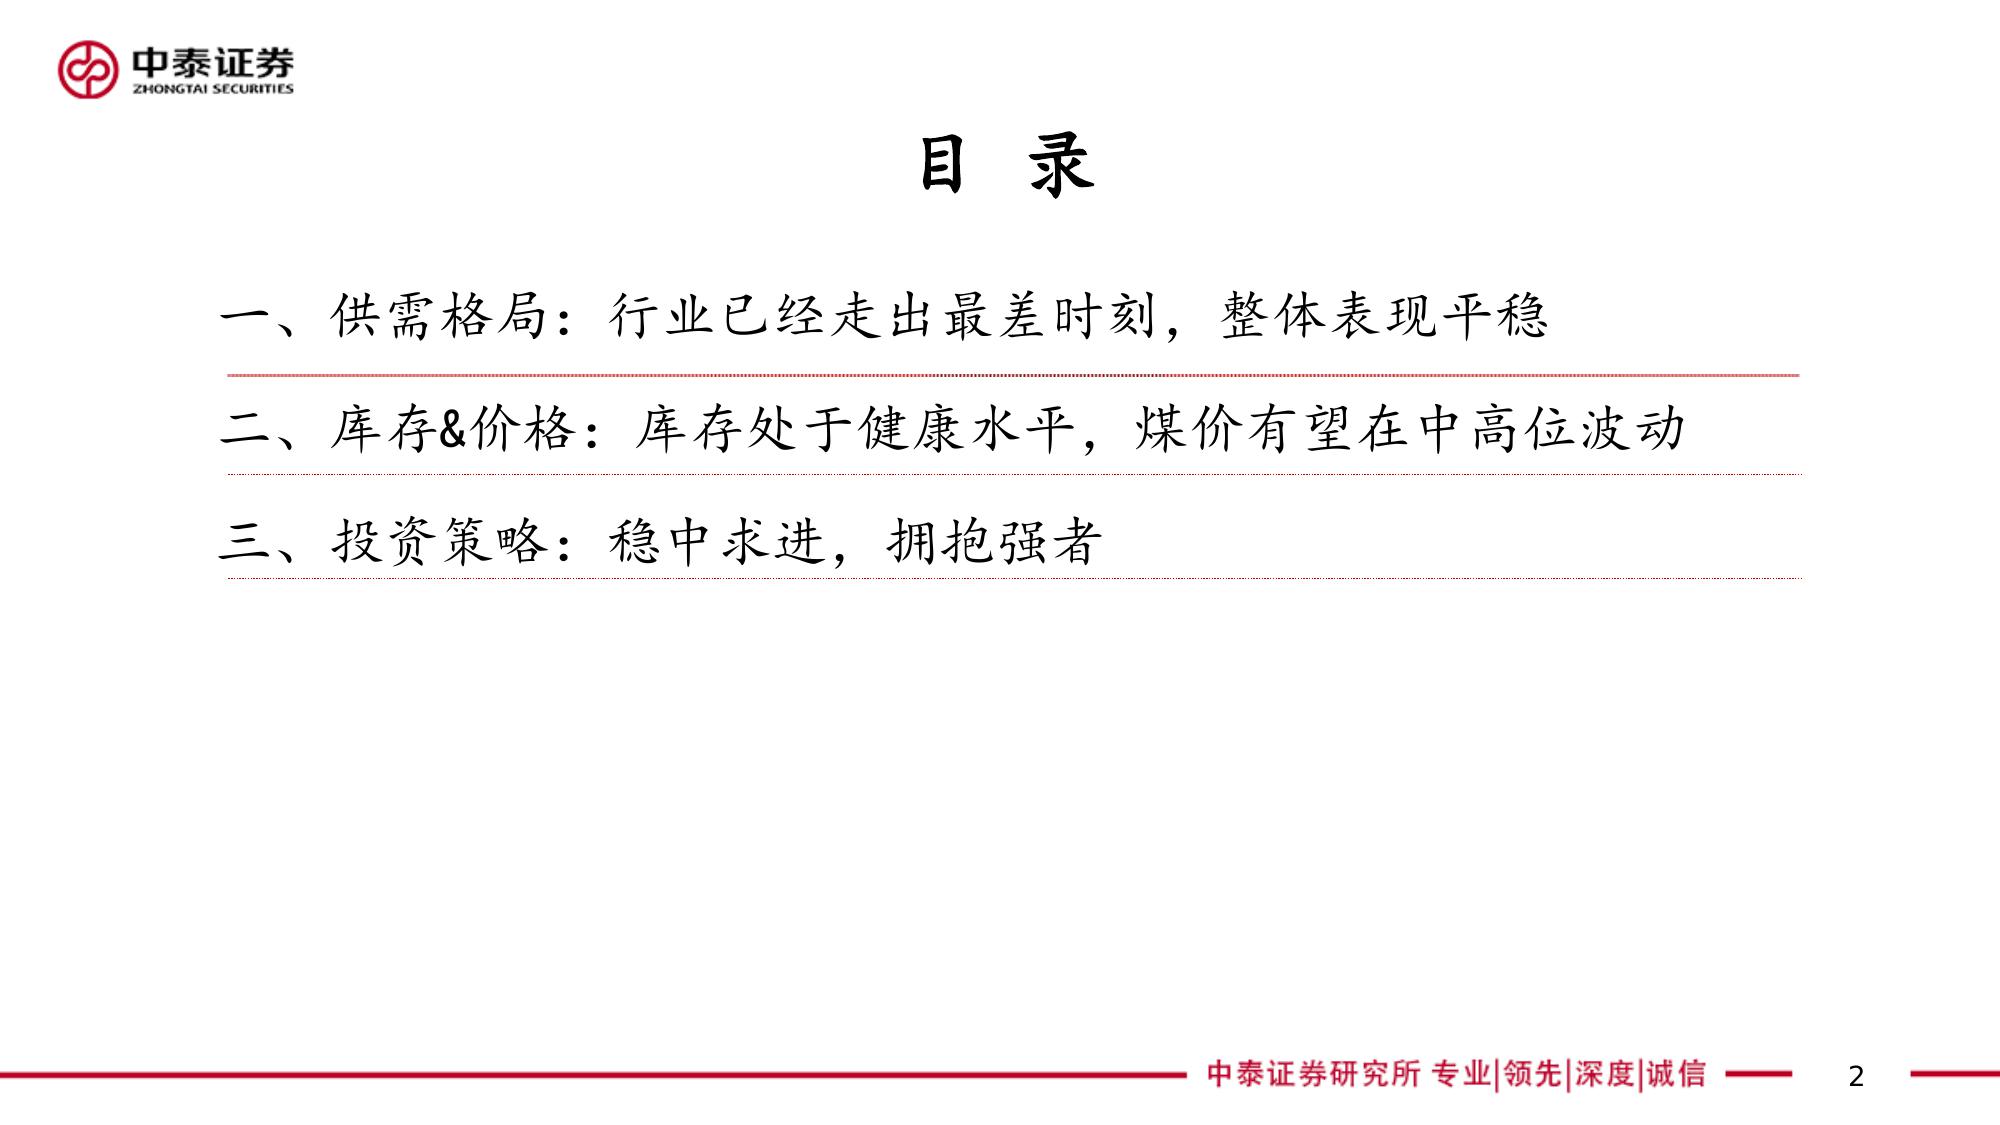 中泰证券
ZHONGTAI SECURITIES
目 录
一、供需格局：行业已经走出最差时刻，整体表现平稳
二、库存&价格：库存处于健康水平，煤价有望在中高位波动
三、投资策略：稳中求进，拥抱强者
中泰证券研究所 专业|领先|深度|诚信
2